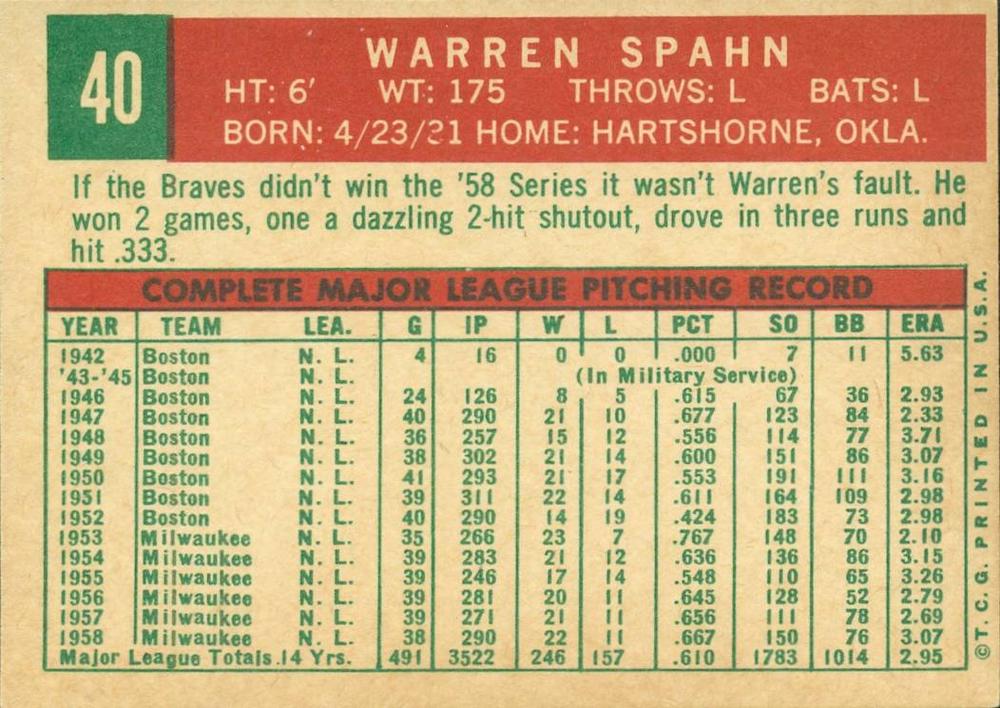 40
WARREN SPAHN
HT: 6' WT: 175 THROWS: L BATS: L
BORN: 4/23/21 HOME: HARTSHORNE, OKLA.
If the Braves didn't win the '58 Series it wasn't Warren's fault. He
won 2 games, one a dazzling 2-hit shutout, drove in three runs and
hit .333.
COMPLETE MAJOR LEAGUE PITCHING RECORD
YEAR TEAM LEA. G IP W L PCT SO BB ERA
1942 Boston N. L. 4 16 0 0 .000 7 11 5.63
'43-'45 Boston N. L. (In Military Service)
1946 Boston N. L. 24 126 8 5 .615 67 36 2.93
1947 Boston N. L. 40 290 21 10 .677 123 84 2.33
1948 Boston N. L. 36 257 15 12 .556 114 77 3.71
1949 Boston N. L. 38 302 21 14 .600 151 86 3.07
1950 Boston N. L. 41 293 21 17 .553 191 111 3.16
1951 Boston N. L. 39 311 22 14 .611 164 109 2.98
1952 Boston N. L. 40 290 14 19 .424 183 73 2.98
1953 Milwaukee N. L. 35 266 23 7 .767 148 70 2.10
1954 Milwaukee N. L. 39 283 21 12 .636 136 86 3.15
1955 Milwaukee N. L. 39 246 17 14 .548 110 65 3.26
1956 Milwaukee N. L. 39 281 20 11 .645 128 52 2.79
1957 Milwaukee N. L. 39 271 21 11 .656 111 78 2.69
1958 Milwaukee N. L. 38 290 22 11 .667 150 76 3.07
Major League Totals 14 Yrs. 491 3522 246 157 .610 1783 1014 2.95
©T. C. G. PRINTED IN U.S.A.